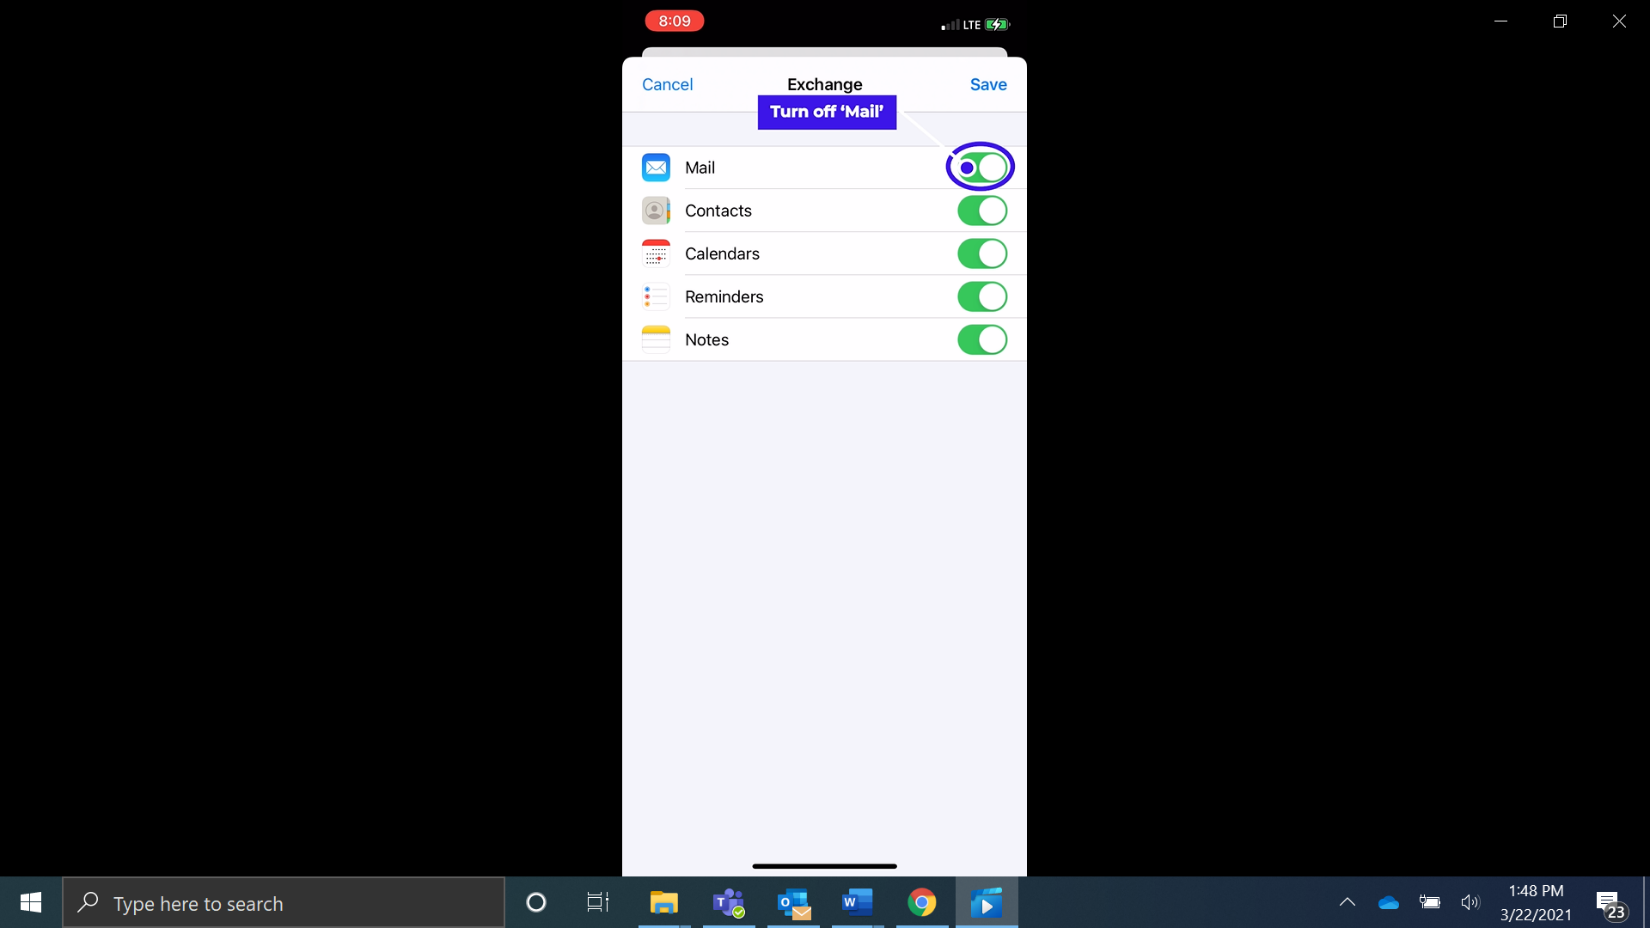 8:09
LTE
Cancel
Exchange
Save
Turn off ‘Mail’
Mail
Contacts
Calendars
Reminders
Notes
Type here to search
1:48 PM
3/22/2021
23